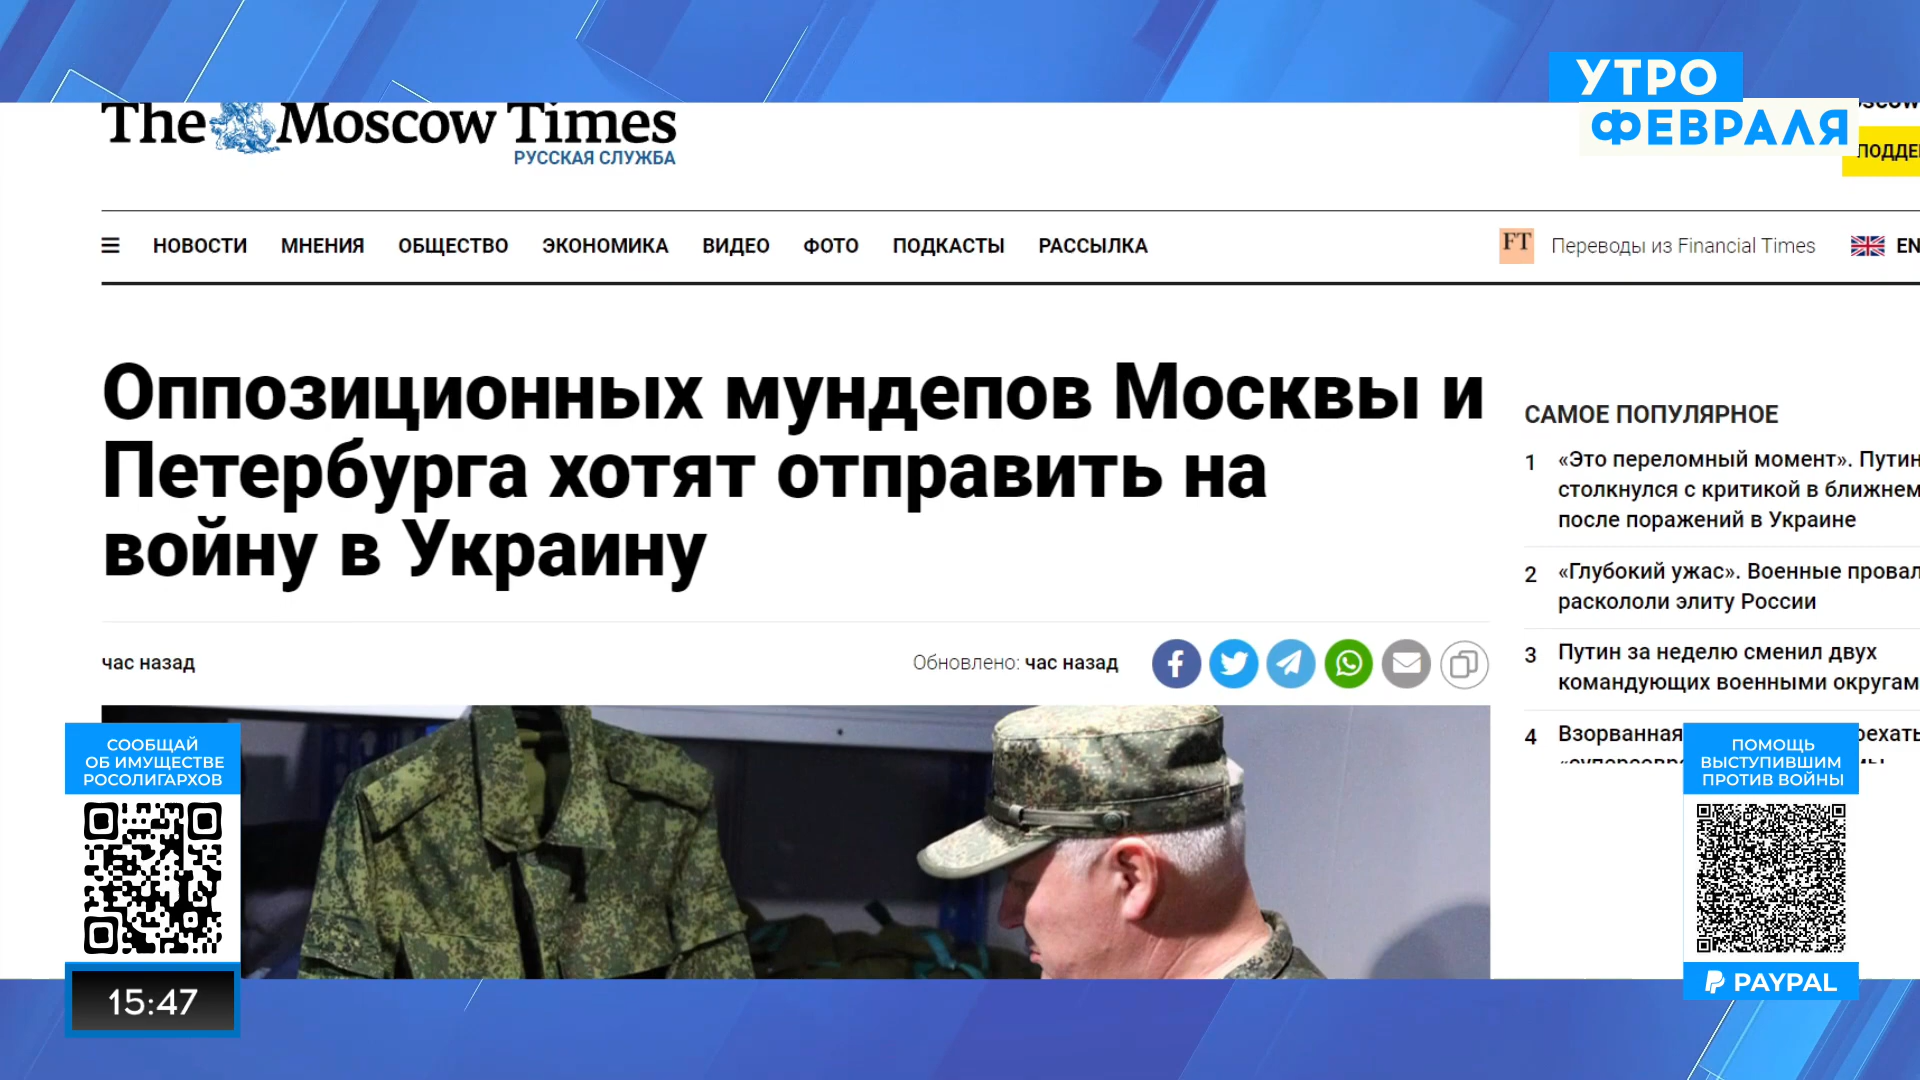 УТРО
ФЕВРАЛЯ
The Moscow Times
РУССКАЯ СЛУЖБА
НОВОСТИ МНЕНИЯ ОБЩЕСТВО ЭКОНОМИКА ВИДЕО ФОТО ПОДКАСТЫ РАССЫЛКА
FT Переводы из Financial Times EN
Оппозиционных мундепов Москвы и
Петербурга хотят отправить на
войну в Украину
час назад
Обновлено: час назад
САМОЕ ПОПУЛЯРНОЕ
1 «Это переломный момент». Путин
столкнулся с критикой в ближнем
после поражений в Украине
2 «Глубокий ужас». Военные провал
раскололи элиту России
3 Путин за неделю сменил двух
командующих военными округам
4 Взорванная
СООБЩАЙ
ОБ ИМУЩЕСТВЕ
РОСОЛИГАРХОВ
15:47
ПОМОЩЬ
ВЫСТУПИВШИМ
ПРОТИВ ВОЙНЫ
PAYPAL